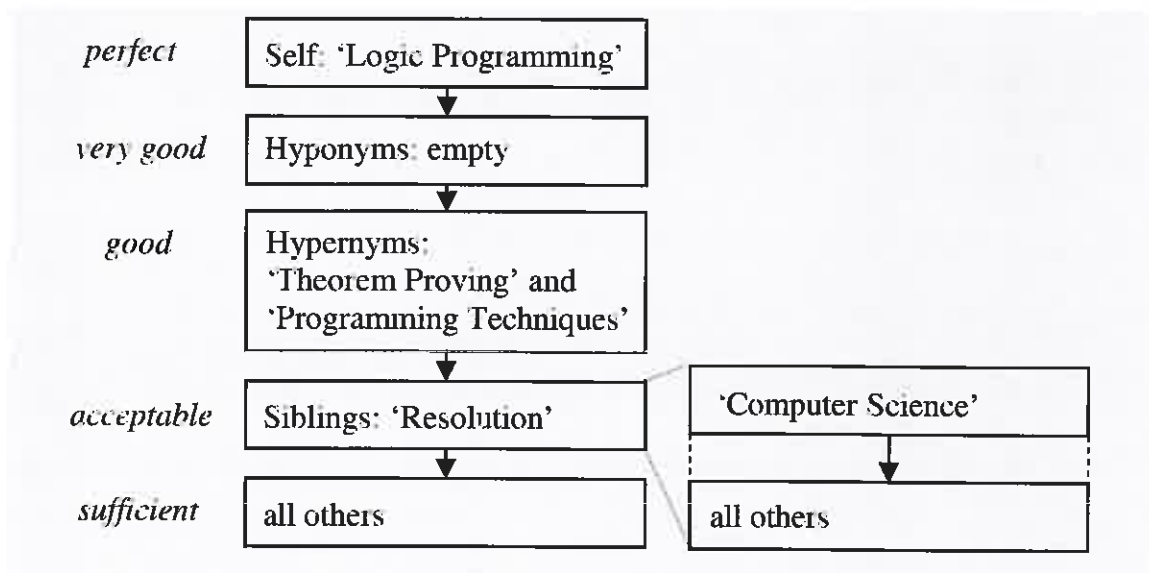 perfect Self: ‘Logic Programming’
very good Hyponyms: empty
good Hypernyms:
‘Theorem Proving’ and
‘Programming Techniques’
acceptable Siblings: ‘Resolution’
‘Computer Science’
sufficient all others
all others